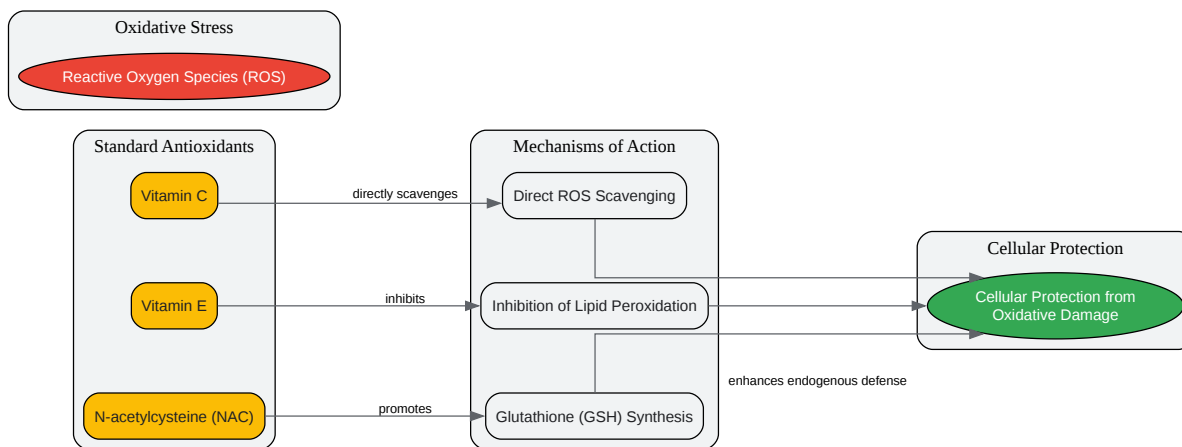 Oxidative Stress
Reactive Oxygen Species (ROS)
Standard Antioxidants
Vitamin C
Vitamin E
N-acetylcysteine (NAC)
directly scavenges
inhibits
promotes
Mechanisms of Action
Direct ROS Scavenging
Inhibition of Lipid Peroxidation
Glutathione (GSH) Synthesis
enhances endogenous defense
Cellular Protection
Cellular Protection from
Oxidative Damage